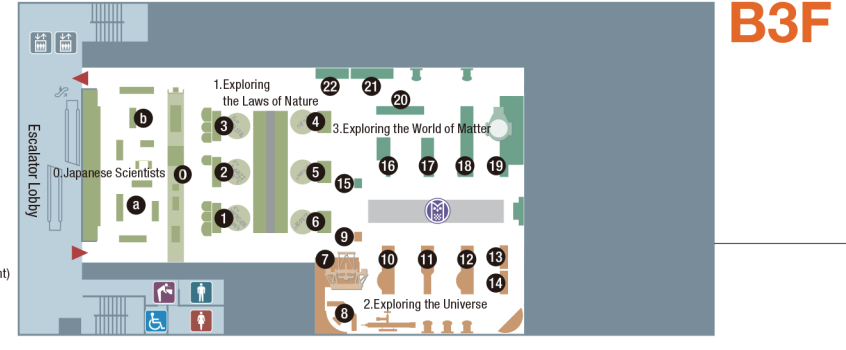 B3F
22
21
1.Exploring
the Laws of Nature
20
b
3
4
3.Exploring the World of Matter
Escalator Lobby
0.Japanese Scientists
0
2
5
16
17
18
19
15
a
1
6
9
7
10
11
12
13
14
nt)
2.Exploring the Universe
8